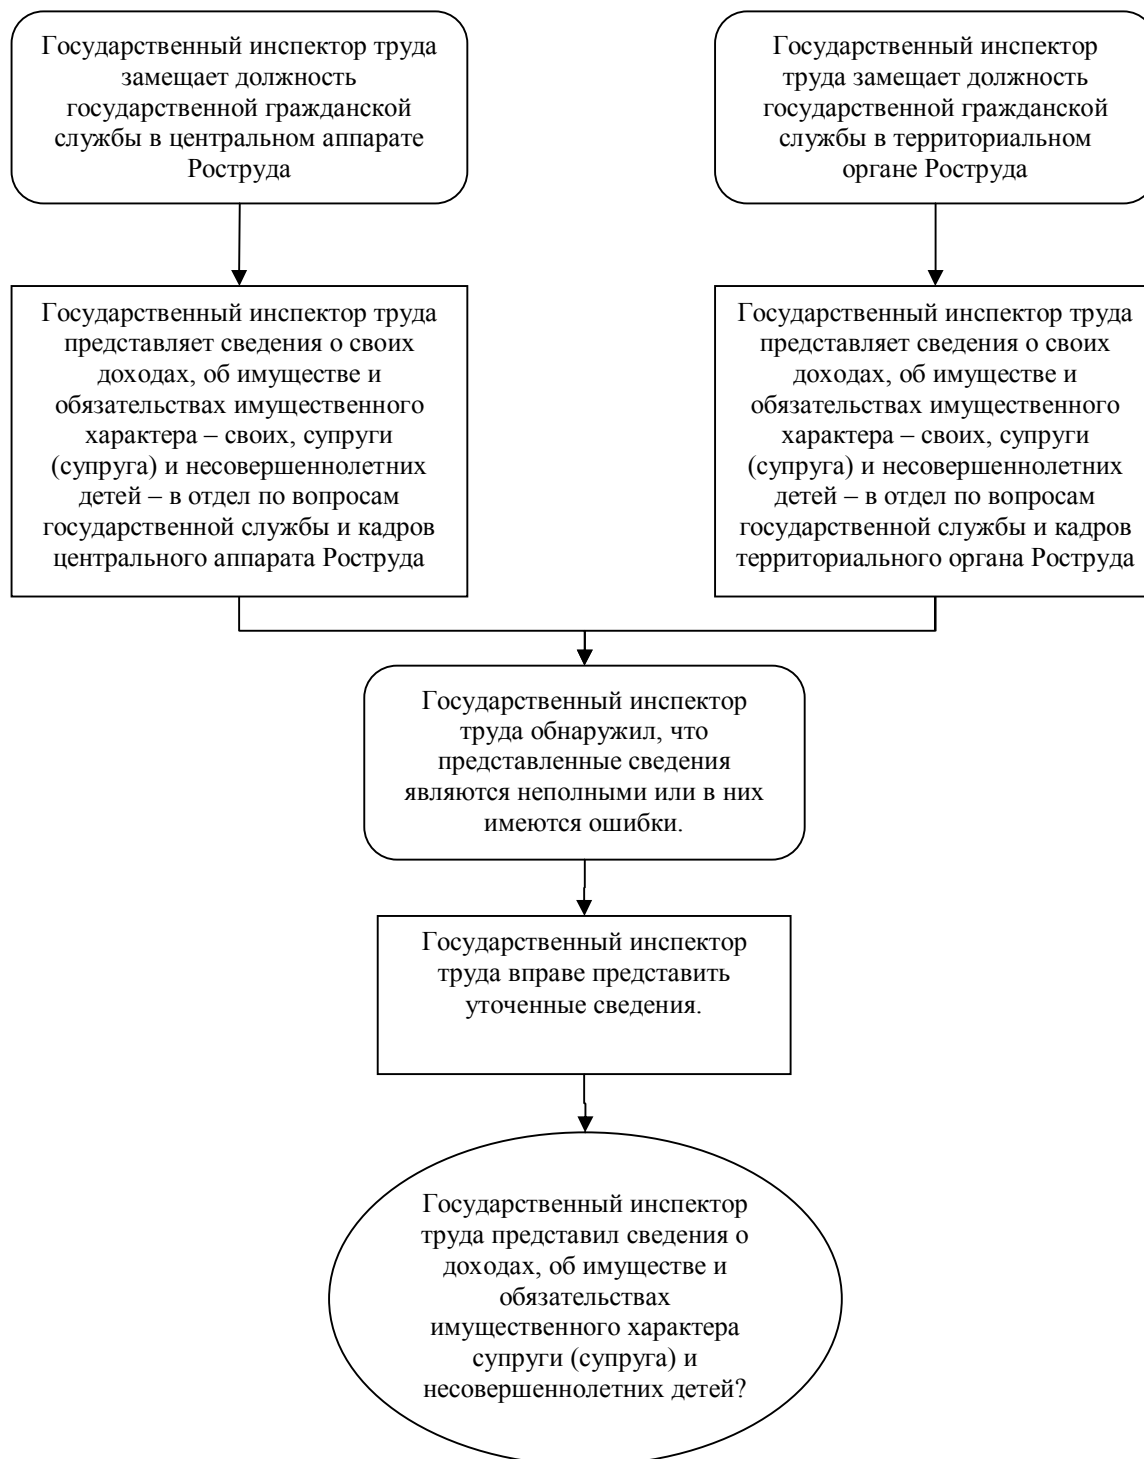 Государственный инспектор труда
замещает должность
государственной гражданской
службы в центральном аппарате
Роструда
Государственный инспектор
труда замещает должность
государственной гражданской
службы в территориальном
органе Роструда
Государственный инспектор труда
представляет сведения о своих
доходах, об имуществе и
обязательствах имущественного
характера – своих, супруги
(супруга) и несовершеннолетних
детей – в отдел по вопросам
государственной службы и кадров
центрального аппарата Роструда
Государственный инспектор труда
представляет сведения о своих
доходах, об имуществе и
обязательствах имущественного
характера – своих, супруги
(супруга) и несовершеннолетних
детей – в отдел по вопросам
государственной службы и кадров
территориального органа Роструда
Государственный инспектор
труда обнаружил, что
представленные сведения
являются неполными или в них
имеются ошибки.
Государственный инспектор
труда вправе представить
уточенные сведения.
Государственный инспектор
труда представил сведения о
доходах, об имуществе и
обязательствах
имущественного характера
супруги (супруга) и
несовершеннолетних детей?